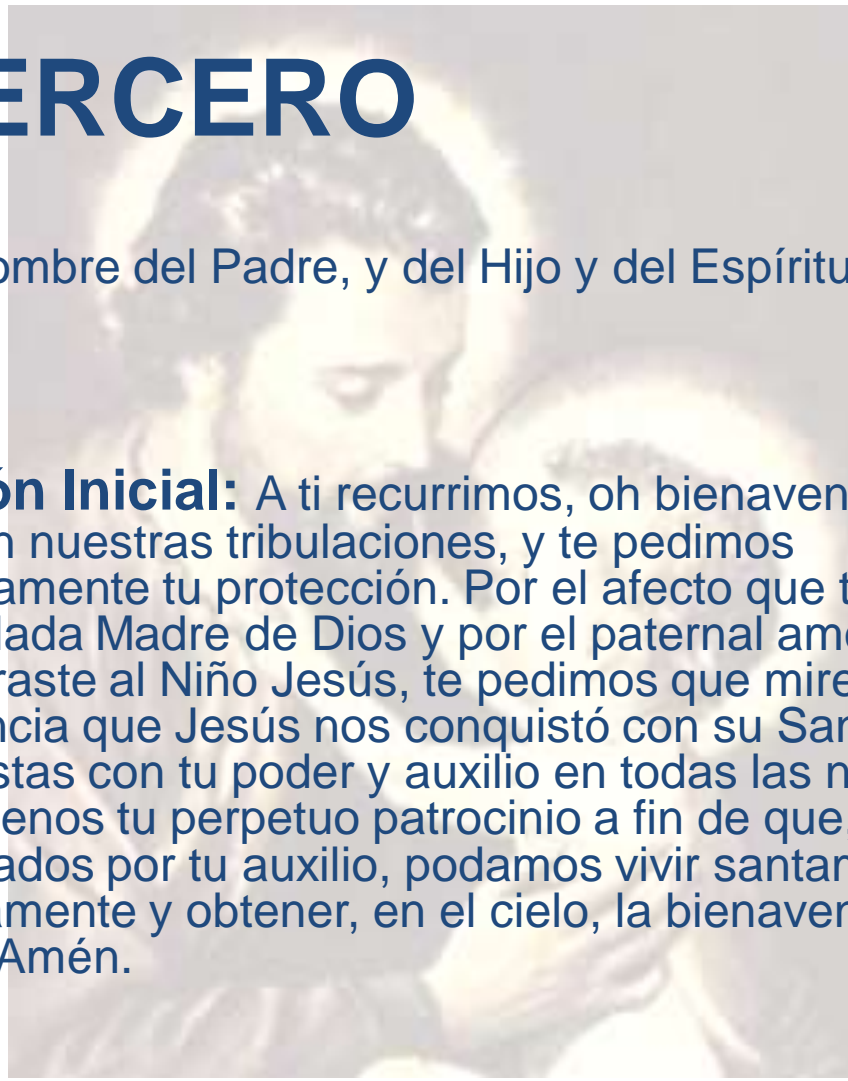 ERCERO
ombre del Padre, y del Hijo y del Espíritu
ón Inicial: A ti recurrimos, oh bienaven
n nuestras tribulaciones, y te pedimos
amente tu protección. Por el afecto que t
lada Madre de Dios y por el paternal am
raste al Niño Jesús, te pedimos que mire
ncia que Jesús nos conquistó con su San
stas con tu poder y auxilio en todas las n
enos tu perpetuo patrocinio a fin de que
ados por tu auxilio, podamos vivir santa
amente y obtener, en el cielo, la bienaven
Amén.